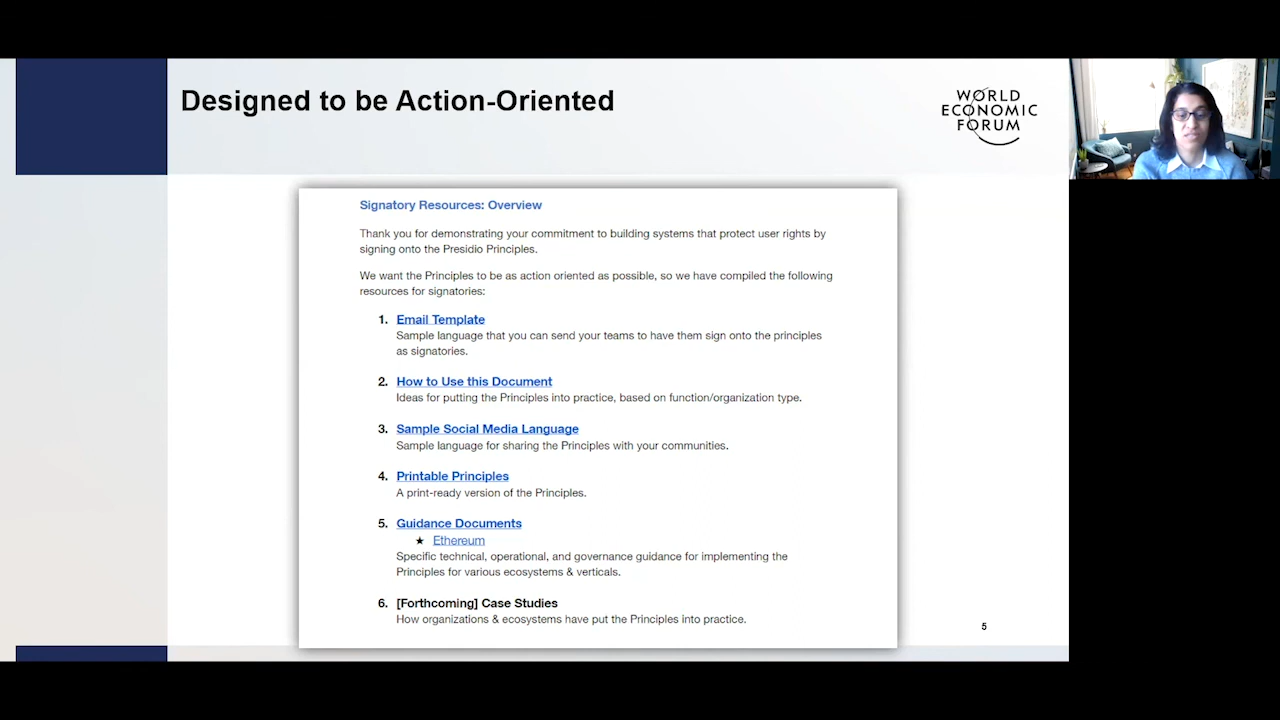 Designed to be Action-Oriented
WORLD
ECONOMIC
FORUM
Signatory Resources: Overview
Thank you for demonstrating your commitment to building systems that protect user rights by
signing onto the Presidio Principles.
We want the Principles to be as action oriented as possible, so we have compiled the following
resources for signatories:
1. Email Template
Sample language that you can send your teams to have them sign onto the principles
as signatories.
2. How to Use this Document
Ideas for putting the Principles into practice, based on function/organization type.
3. Sample Social Media Language
Sample language for sharing the Principles with your communities.
4. Printable Principles
A print-ready version of the Principles.
5. Guidance Documents
★ Ethereum
Specific technical, operational, and governance guidance for implementing the
Principles for various ecosystems & verticals.
6. [Forthcoming] Case Studies
How organizations & ecosystems have put the Principles into practice.
5